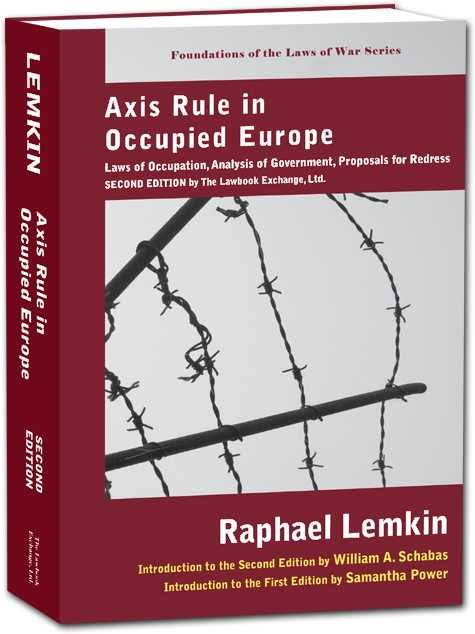 Foundations of the Laws of War Series
Axis Rule in
Occupied Europe
Laws of Occupation, Analysis of Government, Proposals for Redress
SECOND EDITION by The Lawbook Exchange, Ltd.
Raphael Lemkin
Introduction to the Second Edition by William A. Schabas
Introduction to the First Edition by Samantha Power
LEMKIN
Axis Rule in
Occupied Europe
SECOND
EDITION
The Lawbook
Exchange, Ltd.